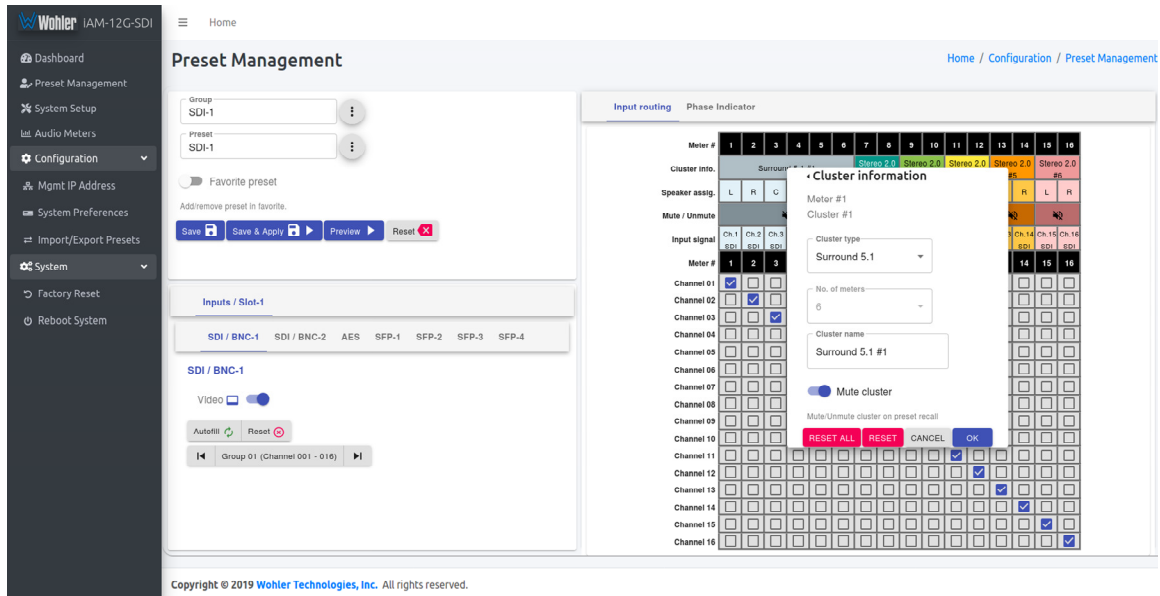 Wohler iAM-12G-SDI
Home
Dashboard
Preset Management
System Setup
Audio Meters
Configuration
Mgmt IP Address
System Preferences
Import/Export Presets
System
Factory Reset
Reboot System
Preset Management
Home / Configuration / Preset Management
Group
SDI-1
Preset
SDI-1
Favorite preset
Add/remove preset in favorite.
Save Save & Apply Preview Reset
Inputs / Slot-1
SDI / BNC-1 SDI / BNC-2 AES SFP-1 SFP-2 SFP-3 SFP-4
SDI / BNC-1
Video
Autofill Reset
Group 01 (Channel 001 - 016)
Input routing Phase Indicator
Meter # 1 2 3 4 5 6 7 8 9 10 11 12 13 14 15 16
Cluster info. Surround Stereo 2.0 Stereo 2.0 Stereo 2.0 Stereo 2.0 #5 Stereo 2.0 #6
Speaker assig. L R C R L R
Mute / Unmute
Input signal Ch.1 SDI Ch.2 SDI Ch.3 SDI Ch.14 SDI Ch.15 SDI Ch.16 SDI
Meter # 1 2 3 14 15 16
Channel 01
Channel 02
Channel 03
Channel 04
Channel 05
Channel 06
Channel 07
Channel 08
Channel 09
Channel 10
Channel 11
Channel 12
Channel 13
Channel 14
Channel 15
Channel 16
Cluster information
Meter #1
Cluster #1
Cluster type
Surround 5.1
No. of meters
6
Cluster name
Surround 5.1 #1
Mute cluster
Mute/Unmute cluster on preset recall
RESET ALL RESET CANCEL OK
Copyright © 2019 Wohler Technologies, Inc. All rights reserved.